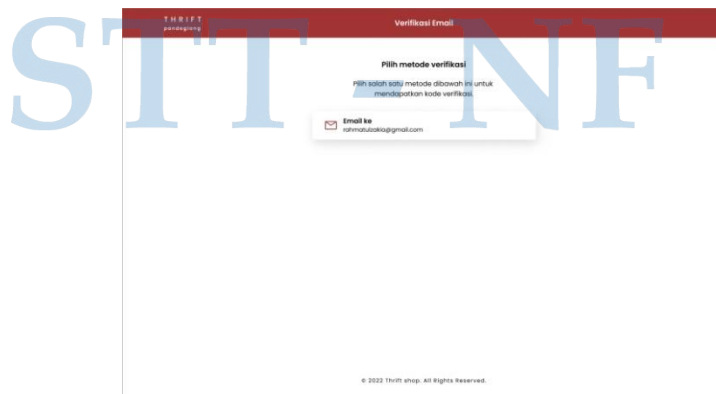 STT - NF
THRIFT
pandeglang
Verifikasi Email
Pilih metode verifikasi
Pilih salah satu metode dibawah ini untuk
mendapatkan kode verifikasi.
Email ke
rahmatulzakia@gmail.com
© 2022 Thrift shop. All Rights Reserved.